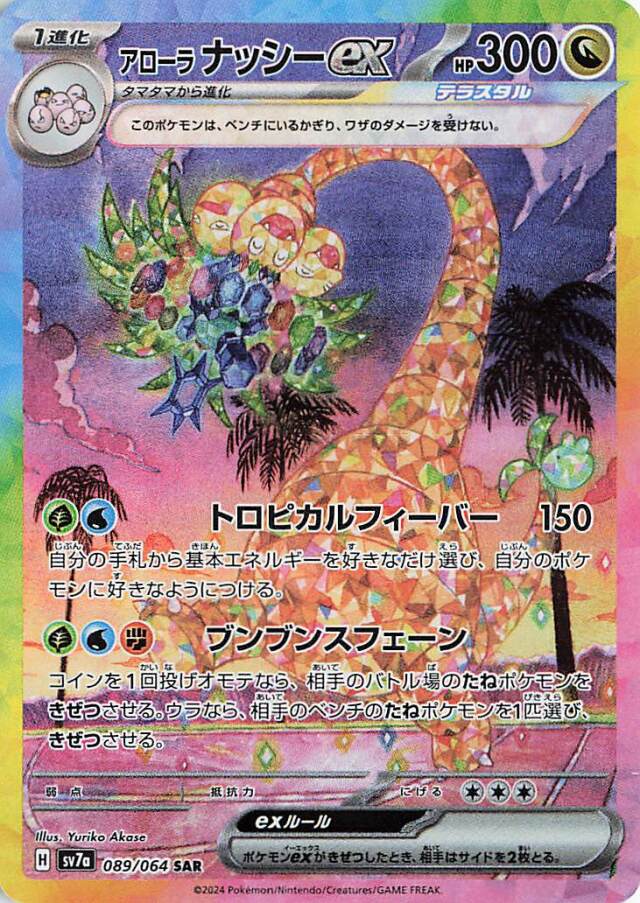 1進化
アローラ ナッシーex HP300
タマタマから進化 テラスタル
このポケモンは、ベンチにいるかぎり、ワザのダメージを受けない。
トロピカルフィーバー 150
自分の手札から基本エネルギーを好きなだけ選び、自分のポケ
モンに好きなようにつける。
ブンブンスフェーン
コインを1回投げオモテなら、相手のバトル場のたねポケモンを
きぜつさせる。ウラなら、相手のベンチのたねポケモンを1匹選び、
きぜつさせる。
弱 点 抵抗力 にげる
exルール
ポケモンexがきぜつしたとき、相手はサイドを2枚とる。
Illus. Yuriko Akase
H sv7a 089/064 SAR
©2024 Pokémon/Nintendo/Creatures/GAME FREAK.